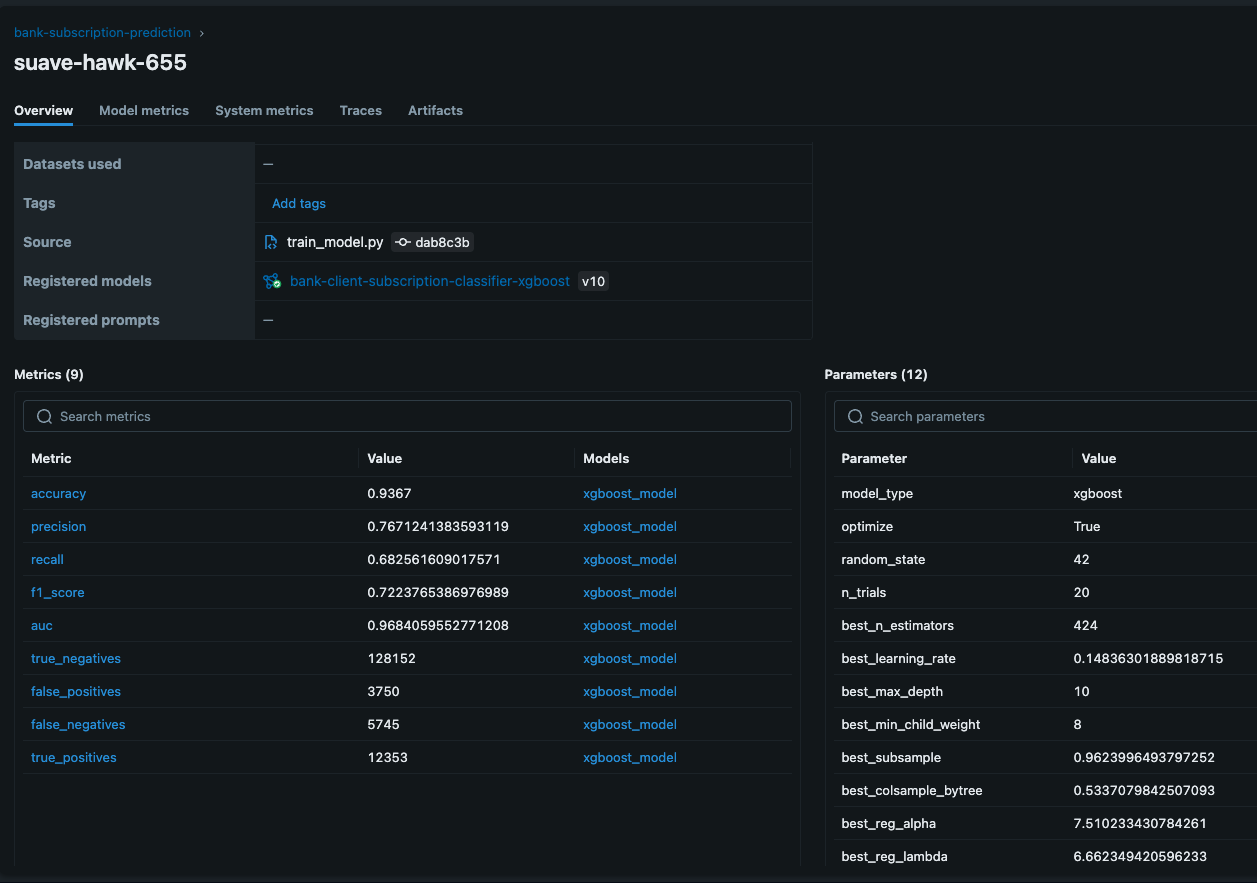 bank-subscription-prediction ›
suave-hawk-655
Overview Model metrics System metrics Traces Artifacts
Datasets used —
Tags Add tags
Source train_model.py dab8c3b
Registered models bank-client-subscription-classifier-xgboost v10
Registered prompts —
Metrics (9)
Search metrics
Metric Value Models
accuracy 0.9367 xgboost_model
precision 0.7671241383593119 xgboost_model
recall 0.682561609017571 xgboost_model
f1_score 0.7223765386976989 xgboost_model
auc 0.9684059552771208 xgboost_model
true_negatives 128152 xgboost_model
false_positives 3750 xgboost_model
false_negatives 5745 xgboost_model
true_positives 12353 xgboost_model
Parameters (12)
Search parameters
Parameter Value
model_type xgboost
optimize True
random_state 42
n_trials 20
best_n_estimators 424
best_learning_rate 0.14836301889818715
best_max_depth 10
best_min_child_weight 8
best_subsample 0.9623996493797252
best_colsample_bytree 0.5337079842507093
best_reg_alpha 7.510233430784261
best_reg_lambda 6.662349420596233